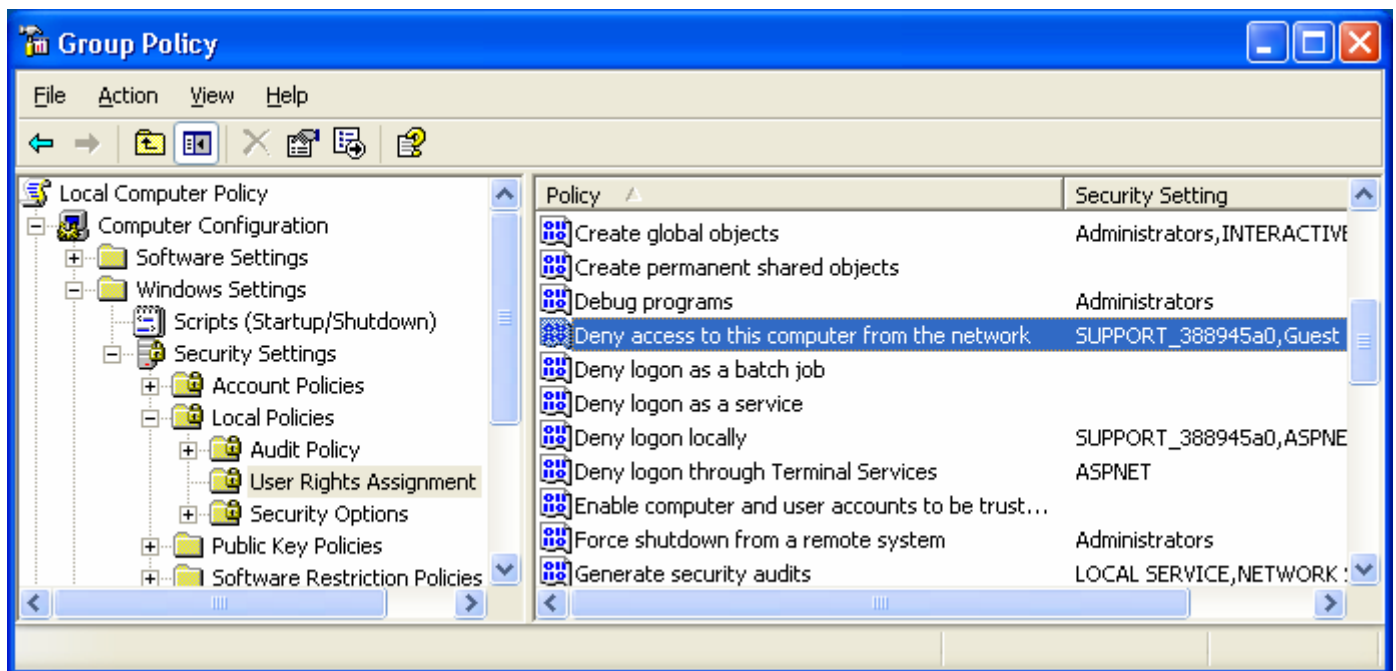 Group Policy
File Action View Help
Local Computer Policy
Computer Configuration
Software Settings
Windows Settings
Scripts (Startup/Shutdown)
Security Settings
Account Policies
Local Policies
Audit Policy
User Rights Assignment
Security Options
Public Key Policies
Software Restriction Policies
Policy Security Setting
Create global objects Administrators,INTERACTIVE
Create permanent shared objects
Debug programs Administrators
Deny access to this computer from the network SUPPORT_388945a0,Guest
Deny logon as a batch job
Deny logon as a service
Deny logon locally SUPPORT_388945a0,ASPNE
Deny logon through Terminal Services ASPNET
Enable computer and user accounts to be trust...
Force shutdown from a remote system Administrators
Generate security audits LOCAL SERVICE,NETWORK